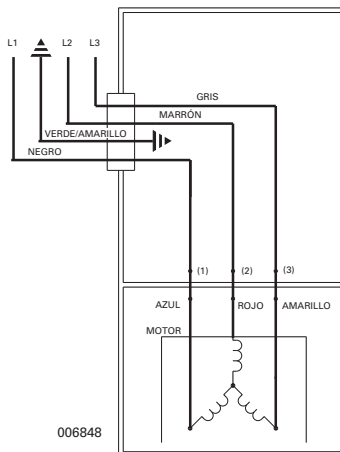 L1 L2 L3
GRIS
MARRÓN
VERDE/AMARILLO
NEGRO
(1) (2) (3)
AZUL ROJO AMARILLO
MOTOR
006848